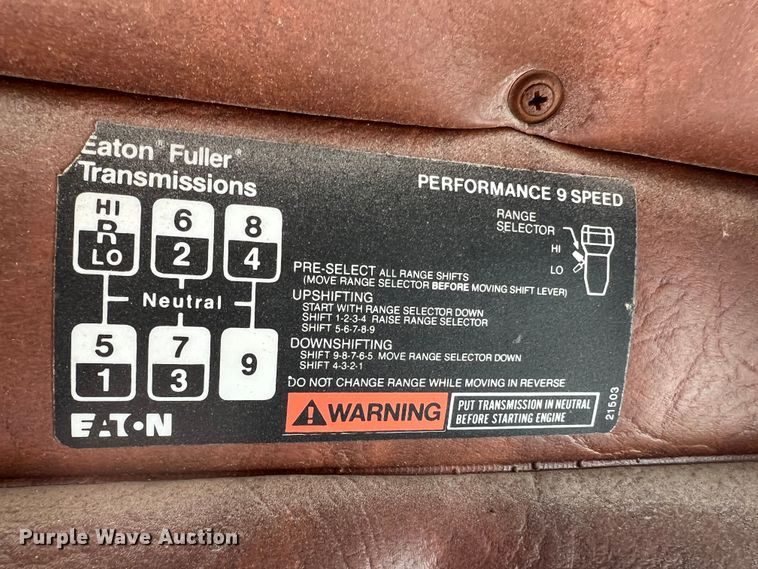 Eaton® Fuller®
Transmissions
PERFORMANCE 9 SPEED
HI
R
LO
6
2
8
4
Neutral
5
1
7
3
9
RANGE
SELECTOR
HI
LO
PRE-SELECT ALL RANGE SHIFTS
(MOVE RANGE SELECTOR BEFORE MOVING SHIFT LEVER)
UPSHIFTING
START WITH RANGE SELECTOR DOWN
SHIFT 1-2-3-4 RAISE RANGE SELECTOR
SHIFT 5-6-7-8-9
DOWNSHIFTING
SHIFT 9-8-7-6-5 MOVE RANGE SELECTOR DOWN
SHIFT 4-3-2-1
DO NOT CHANGE RANGE WHILE MOVING IN REVERSE
WARNING
PUT TRANSMISSION IN NEUTRAL
BEFORE STARTING ENGINE
21503
EATON
Purple Wave Auction